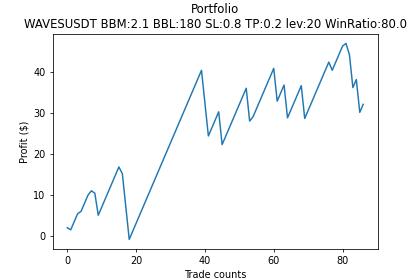 Portfolio
WAVESUSDT BBM:2.1 BBL:180 SL:0.8 TP:0.2 lev:20 WinRatio:80.0
40
30
20
10
0
Profit ($)
0 20 40 60 80
Trade counts